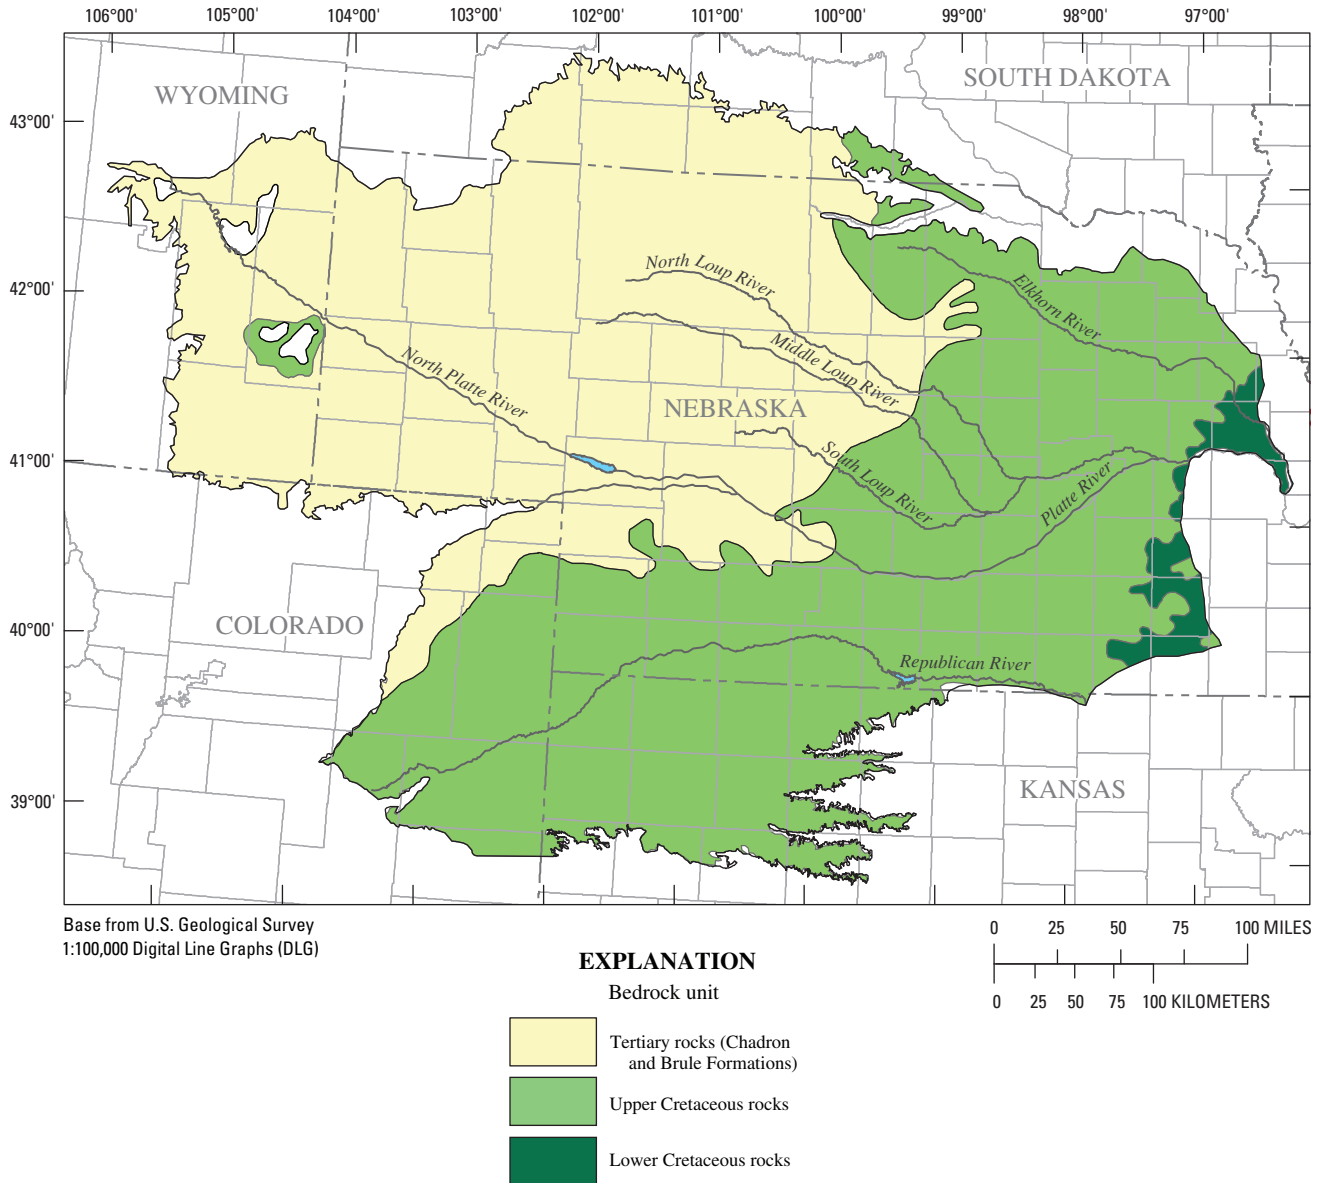 106°00' 105°00' 104°00' 103°00' 102°00' 101°00' 100°00' 99°00' 98°00' 97°00'
SOUTH DAKOTA
WYOMING
43°00'
42°00'
41°00'
40°00'
39°00'
North Loup River
Elkhorn River
Middle Loup River
North Platte River
NEBRASKA
South Loup River
Platte River
COLORADO
Republican River
KANSAS
Base from U.S. Geological Survey
1:100,000 Digital Line Graphs (DLG)
0 25 50 75 100 MILES
0 25 50 75 100 KILOMETERS
EXPLANATION
Bedrock unit
Tertiary rocks (Chadron
and Brule Formations)
Upper Cretaceous rocks
Lower Cretaceous rocks